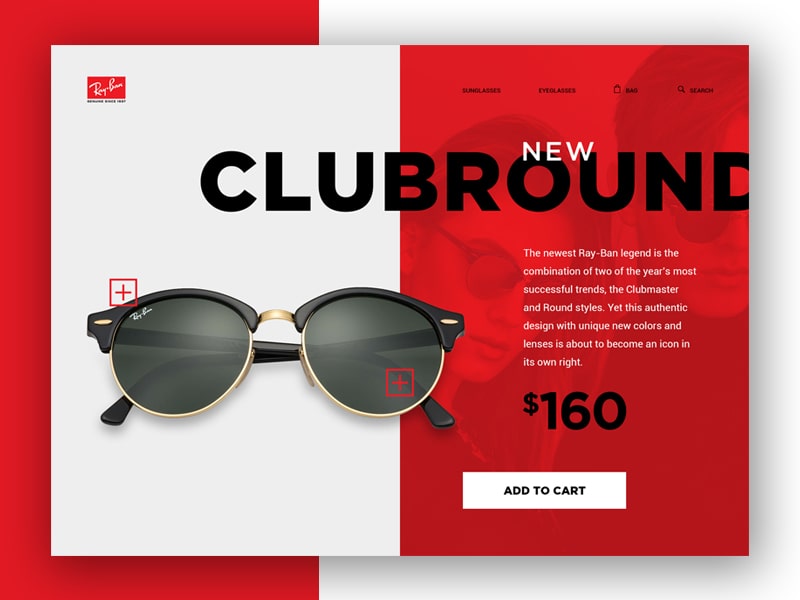 Ray-Ban
GENUINE SINCE 1937
SUNGLASSES
EYEGLASSES
BAG
SEARCH
NEW
CLUBROUND
The newest Ray-Ban legend is the
combination of two of the year's most
successful trends, the Clubmaster
and Round styles. Yet this authentic
design with unique new colors and
lenses is about to become an icon in
its own right.
Ray-Ban
$160
ADD TO CART